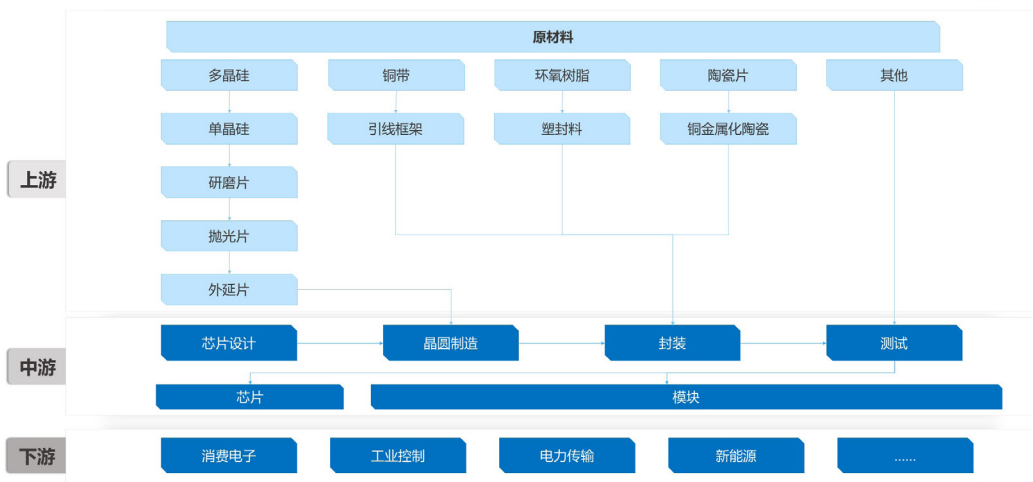 原材料
多晶硅
铜带
环氧树脂
陶瓷片
其他
单晶硅
引线框架
塑封料
铜金属化陶瓷
上游
研磨片
抛光片
外延片
芯片设计
晶圆制造
封装
测试
中游
芯片
模块
下游
消费电子
工业控制
电力传输
新能源
......